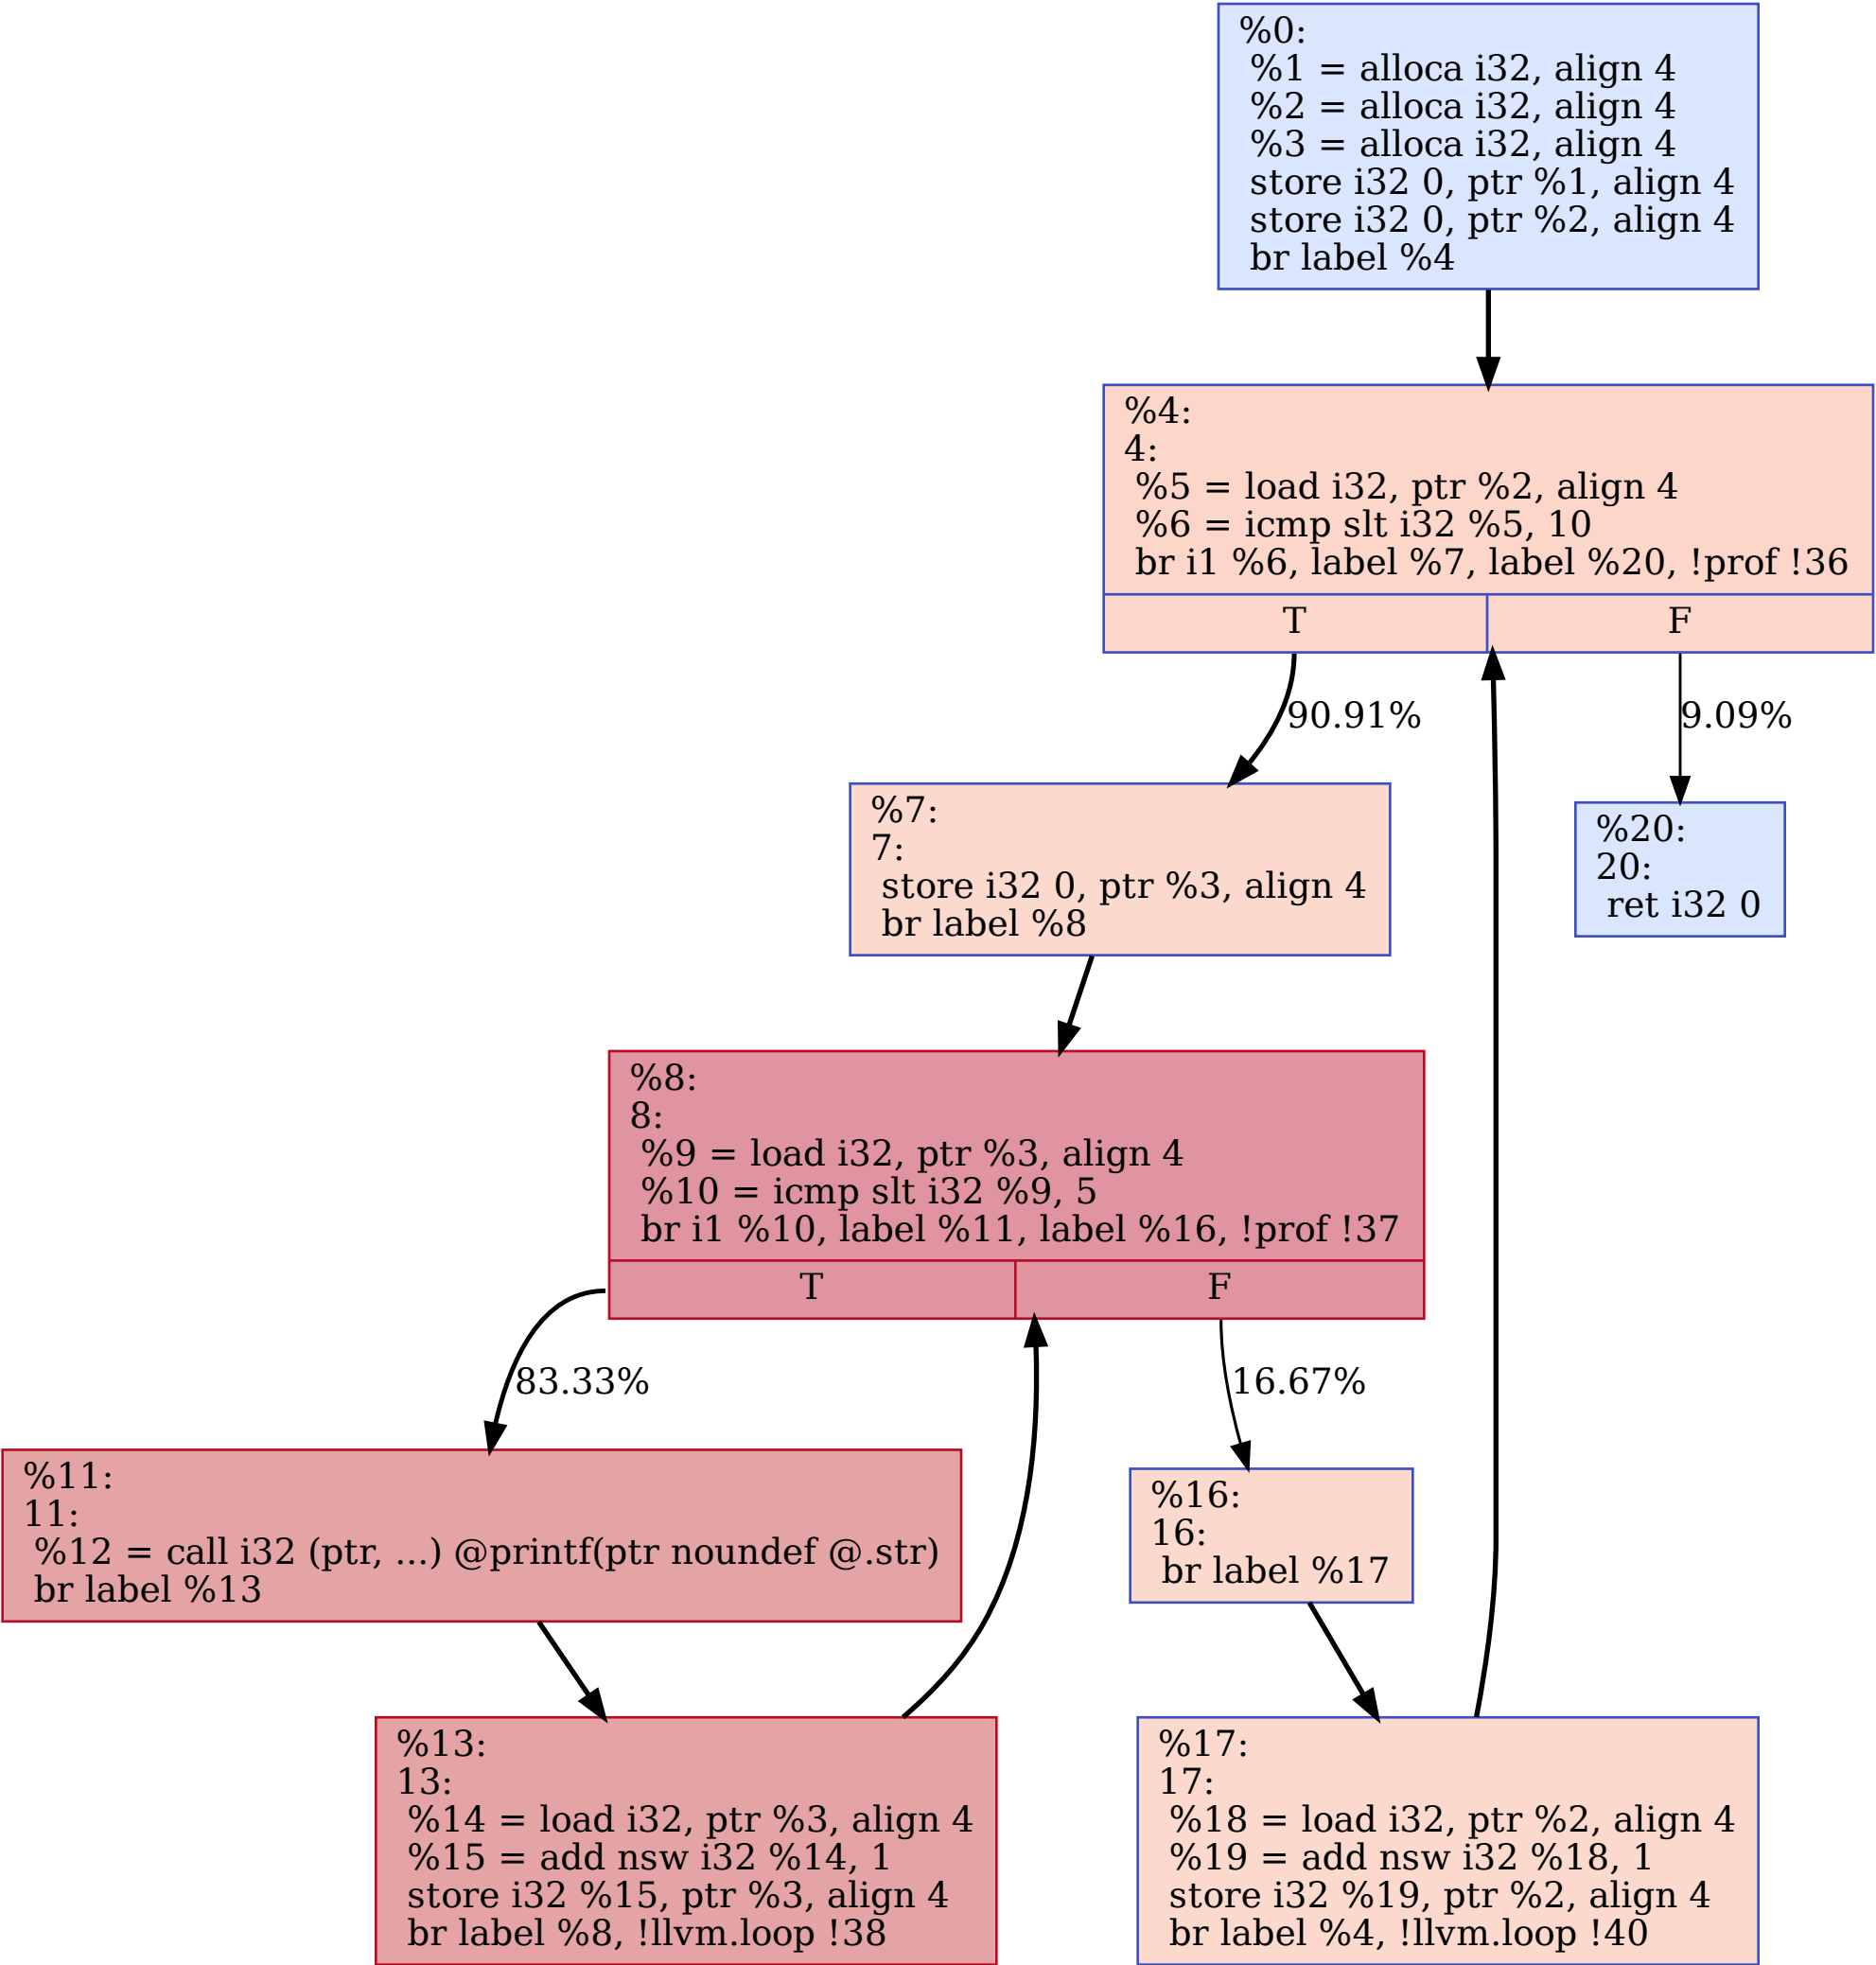 %0:
%1 = alloca i32, align 4
%2 = alloca i32, align 4
%3 = alloca i32, align 4
store i32 0, ptr %1, align 4
store i32 0, ptr %2, align 4
br label %4
%4:
4:
%5 = load i32, ptr %2, align 4
%6 = icmp slt i32 %5, 10
br i1 %6, label %7, label %20, !prof !36
T
F
90.91%
9.09%
%7:
7:
store i32 0, ptr %3, align 4
br label %8
%20:
20:
ret i32 0
%8:
8:
%9 = load i32, ptr %3, align 4
%10 = icmp slt i32 %9, 5
br i1 %10, label %11, label %16, !prof !37
T
F
83.33%
16.67%
%11:
11:
%12 = call i32 (ptr, ...) @printf(ptr noundef @.str)
br label %13
%16:
16:
br label %17
%13:
13:
%14 = load i32, ptr %3, align 4
%15 = add nsw i32 %14, 1
store i32 %15, ptr %3, align 4
br label %8, !llvm.loop !38
%17:
17:
%18 = load i32, ptr %2, align 4
%19 = add nsw i32 %18, 1
store i32 %19, ptr %2, align 4
br label %4, !llvm.loop !40